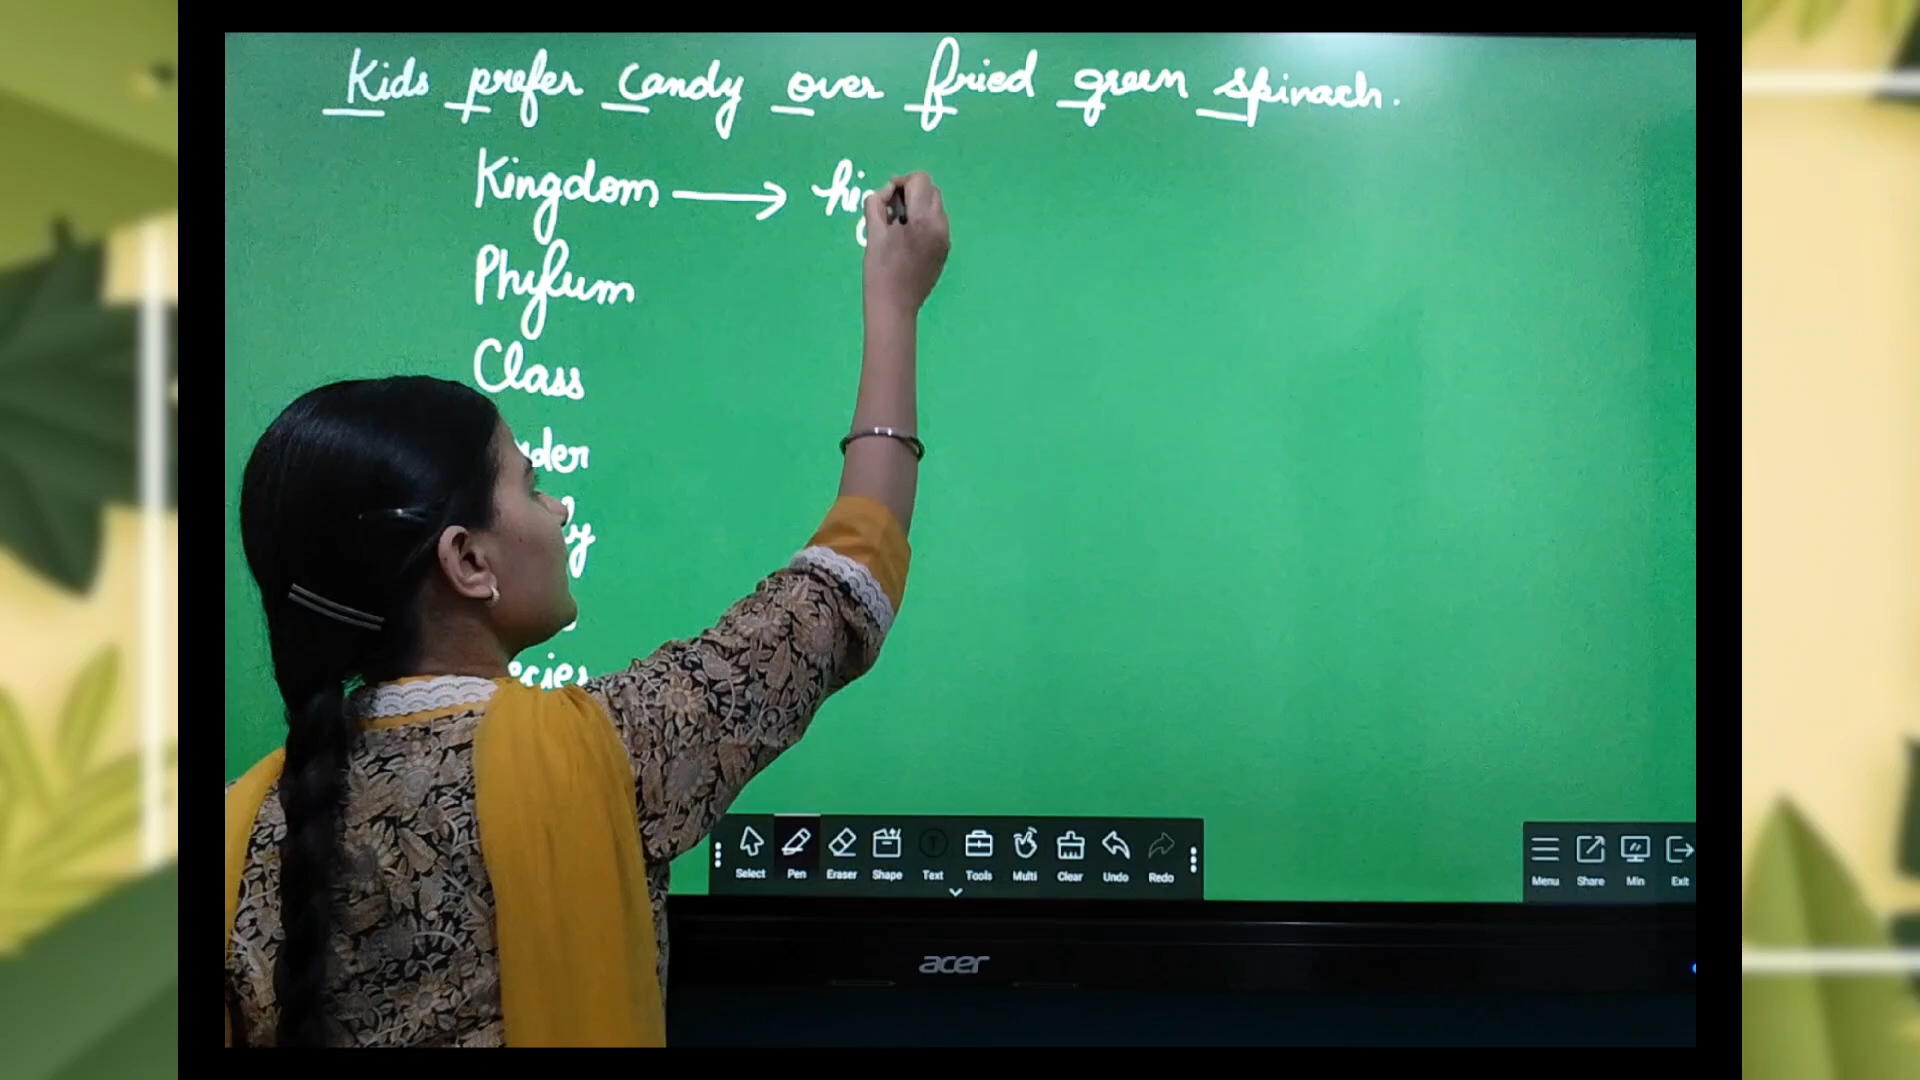 Kids prefer candy over fried green spinach.
Kingdom → hig
Phylum
Class
Select Pen Eraser Shape Text Tools Multi Clear Undo Redo
Menu Share Min Exit
acer